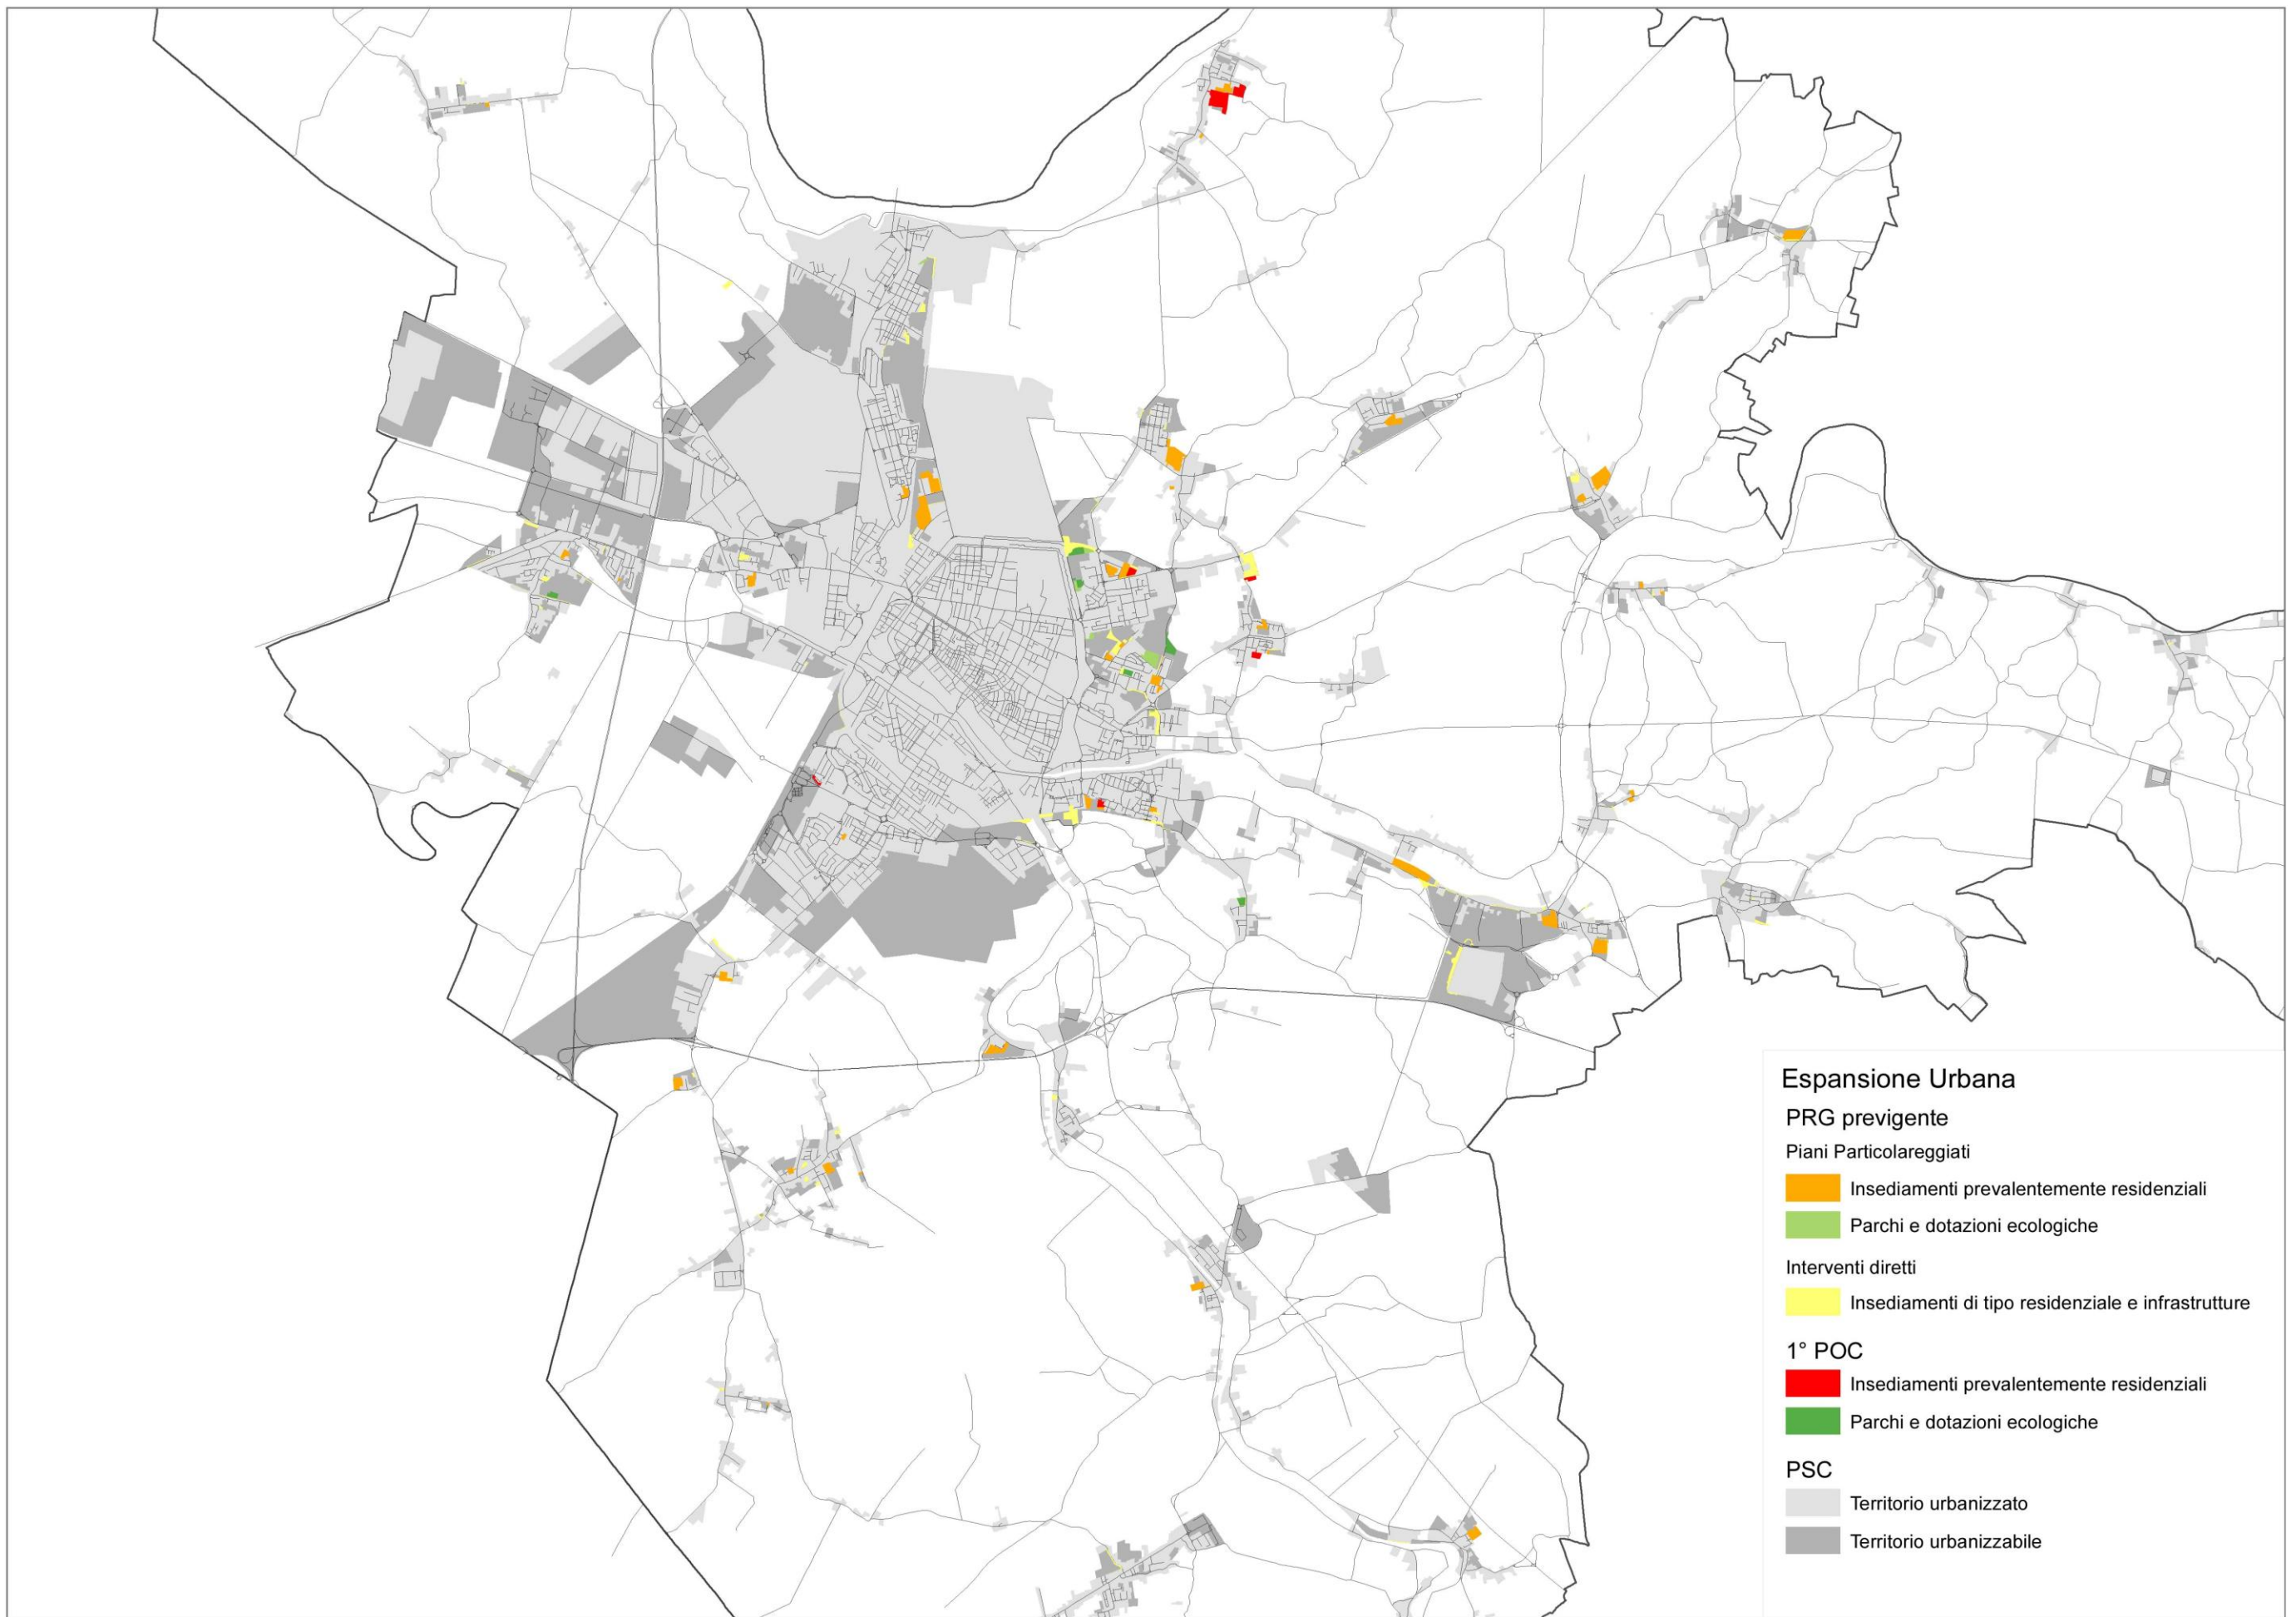 Espansione Urbana
PRG previgente
Piani Particolareggiati
Insediamenti prevalentemente residenziali
Parchi e dotazioni ecologiche
Interventi diretti
Insediamenti di tipo residenziale e infrastrutture
1° POC
Insediamenti prevalentemente residenziali
Parchi e dotazioni ecologiche
PSC
Territorio urbanizzato
Territorio urbanizzabile